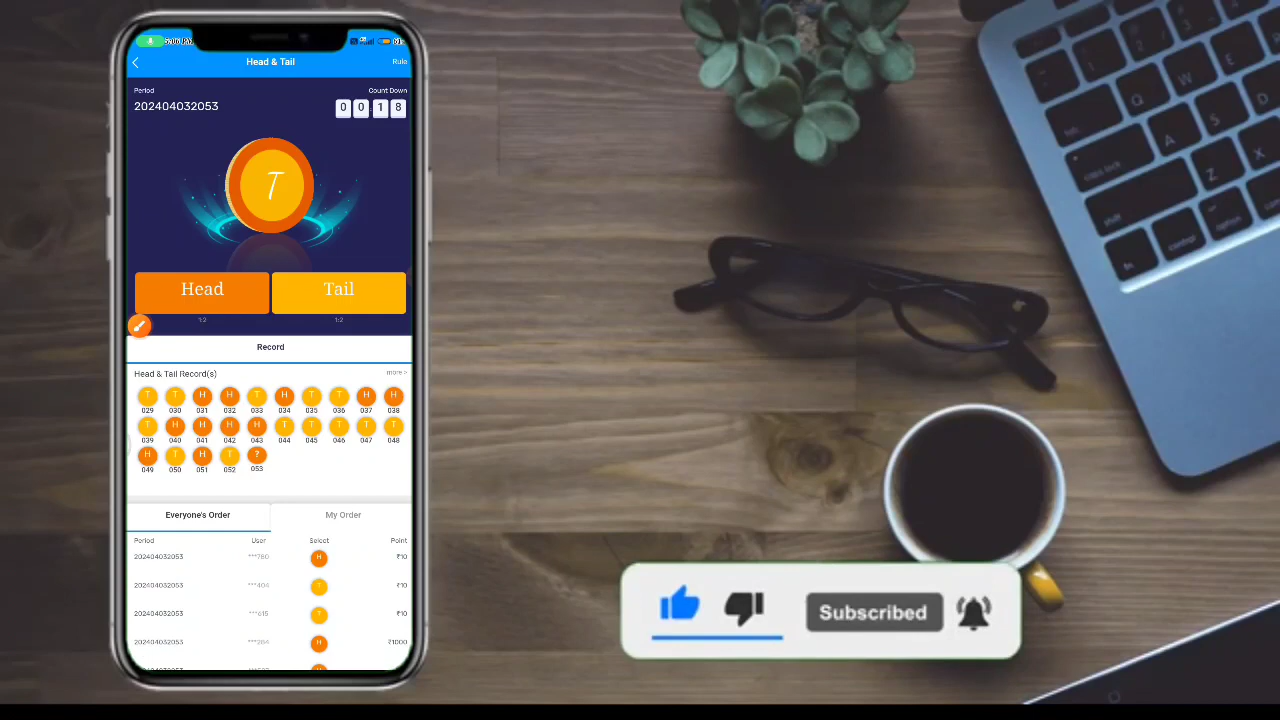 Head & Tail Rule
Period Count Down
202404032053 0 0 1 8
T
Head Tail
1:2 1:2
Record
Head & Tail Record(s) more >
T T H H T H T T H H
029 030 031 032 033 034 035 036 037 038
T H H H H T T T T T
039 040 041 042 043 044 045 046 047 048
H T H T ?
049 050 051 052 053
Everyone's Order My Order
Period User Select Point
202404032053 ***780 H ₹10
202404032053 ***404 T ₹10
202404032053 ***615 T ₹10
202404032053 ***284 H ₹1000
Subscribed